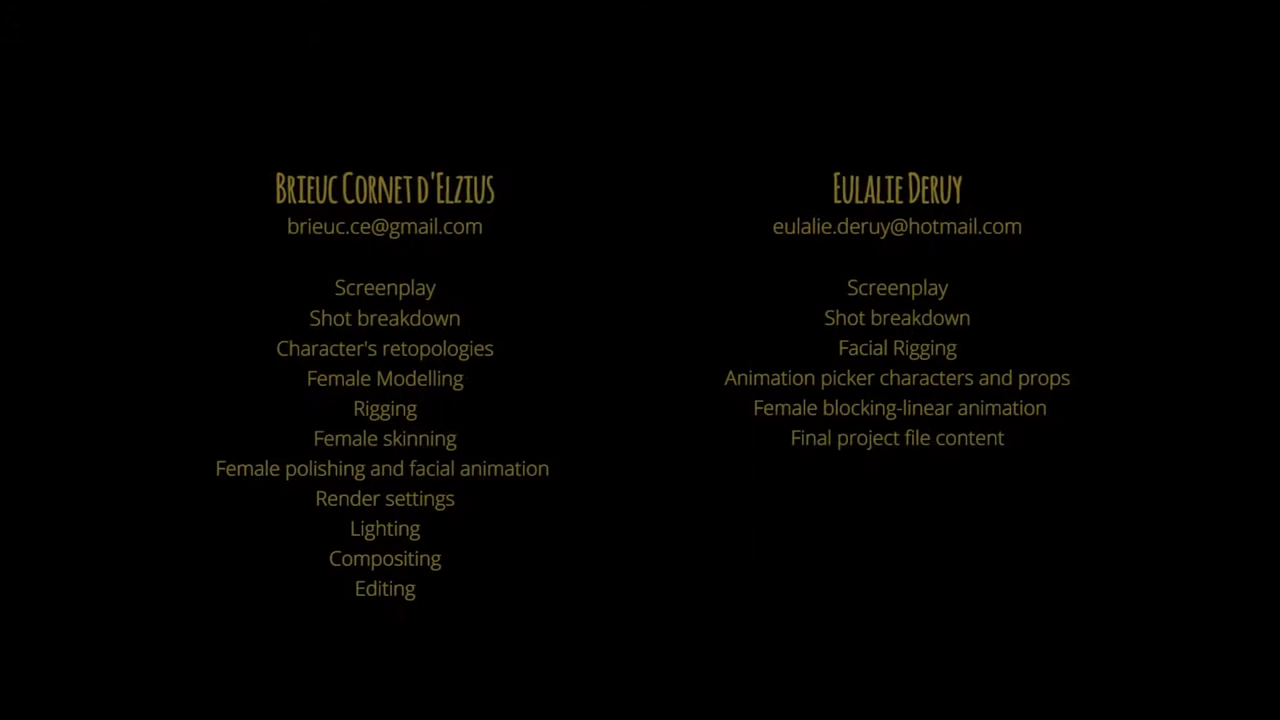 Brieuc Cornet d'Elzius
brieuc.ce@gmail.com
Screenplay
Shot breakdown
Character's retopologies
Female Modelling
Rigging
Female skinning
Female polishing and facial animation
Render settings
Lighting
Compositing
Editing
Eulalie Deruy
eulalie.deruy@hotmail.com
Screenplay
Shot breakdown
Facial Rigging
Animation picker characters and props
Female blocking-linear animation
Final project file content